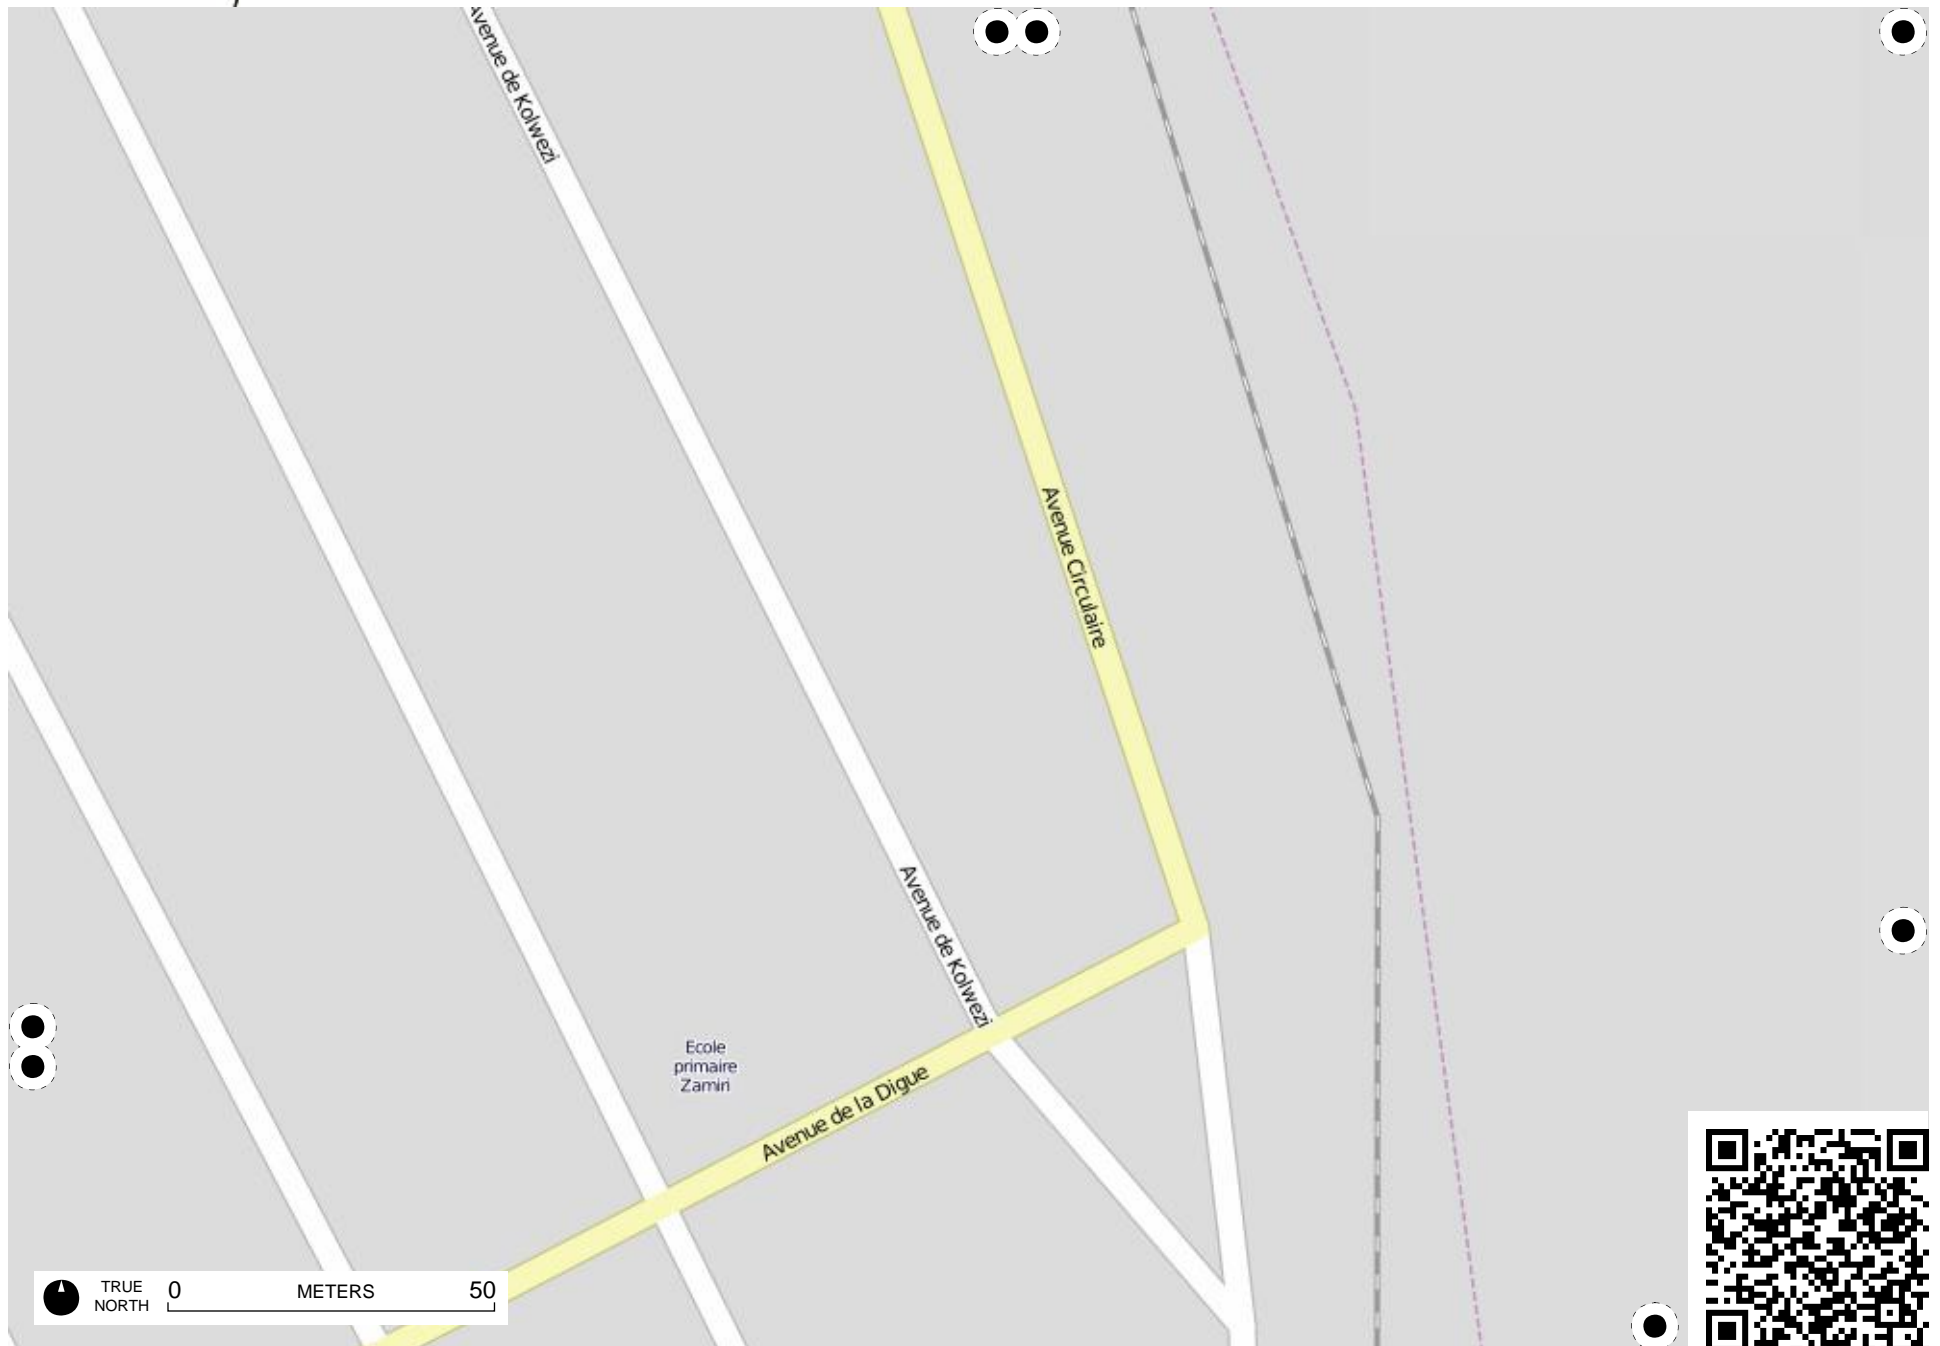 Avenue de Kolwezi
Avenue Circulaire
Avenue de Kolwezi
Ecole
primaire
Zamiri
Avenue de la Digue
TRUE
NORTH
0 METERS 50